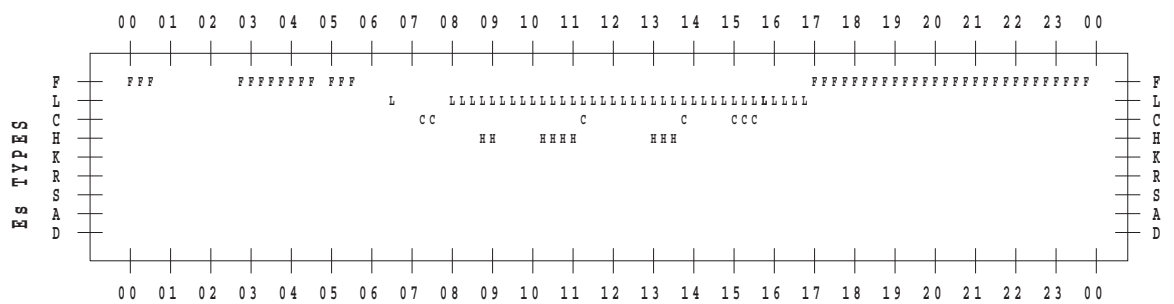 00 01 02 03 04 05 06 07 08 09 10 11 12 13 14 15 16 17 18 19 20 21 22 23 00
Es TYPES
F FFF FFFFFFFF FFF FFFFFFFFFFFFFFFFFFFFFFFFFFFF F
L L LLLLLLLLLLLLLLLLLLLLLLLLLLLLLLLLLLLL L
C CC C C CCC C
H HH HHHH HHH H
K K
R R
S S
A A
D D
00 01 02 03 04 05 06 07 08 09 10 11 12 13 14 15 16 17 18 19 20 21 22 23 00